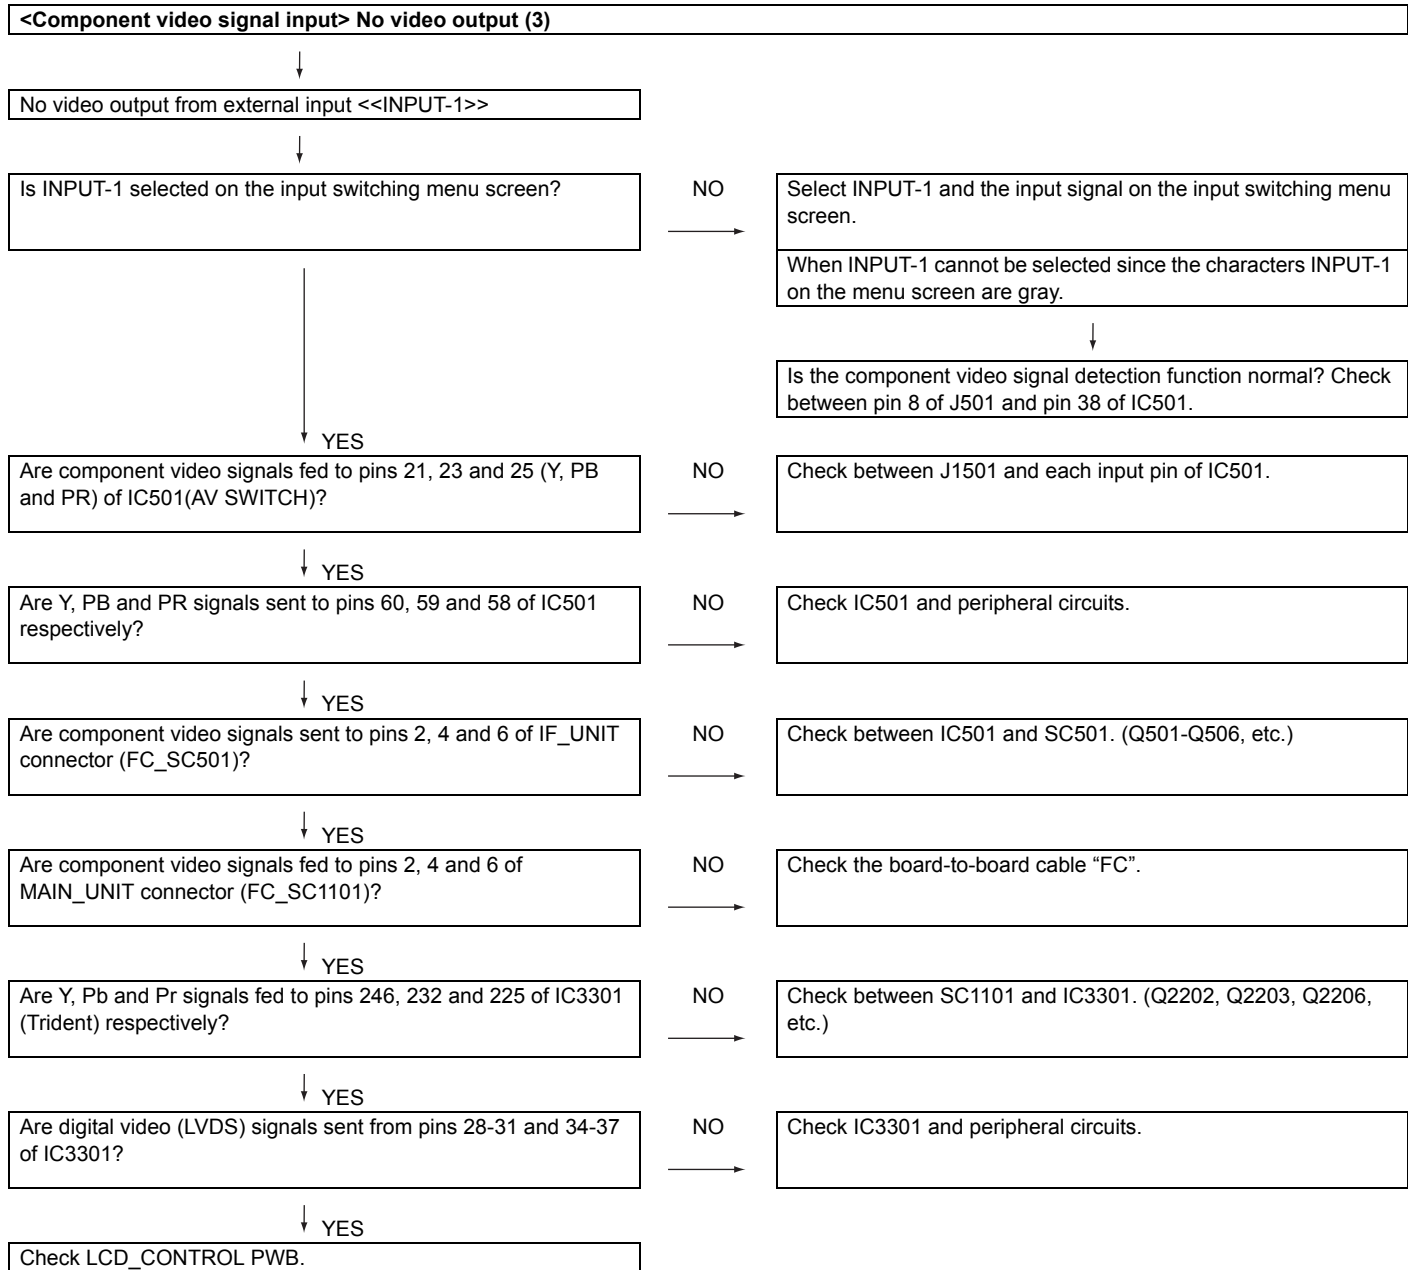 <Component video signal input> No video output (3)
No video output from external input <<INPUT-1>>
Is INPUT-1 selected on the input switching menu screen?
NO
Select INPUT-1 and the input signal on the input switching menu
screen.
When INPUT-1 cannot be selected since the characters INPUT-1
on the menu screen are gray.
Is the component video signal detection function normal? Check
between pin 8 of J501 and pin 38 of IC501.
YES
Are component video signals fed to pins 21, 23 and 25 (Y, PB
and PR) of IC501(AV SWITCH)?
NO
Check between J1501 and each input pin of IC501.
YES
Are Y, PB and PR signals sent to pins 60, 59 and 58 of IC501
respectively?
NO
Check IC501 and peripheral circuits.
YES
Are component video signals sent to pins 2, 4 and 6 of IF_UNIT
connector (FC_SC501)?
NO
Check between IC501 and SC501. (Q501-Q506, etc.)
YES
Are component video signals fed to pins 2, 4 and 6 of
MAIN_UNIT connector (FC_SC1101)?
NO
Check the board-to-board cable “FC”.
YES
Are Y, Pb and Pr signals fed to pins 246, 232 and 225 of IC3301
(Trident) respectively?
NO
Check between SC1101 and IC3301. (Q2202, Q2203, Q2206,
etc.)
YES
Are digital video (LVDS) signals sent from pins 28-31 and 34-37
of IC3301?
NO
Check IC3301 and peripheral circuits.
YES
Check LCD_CONTROL PWB.